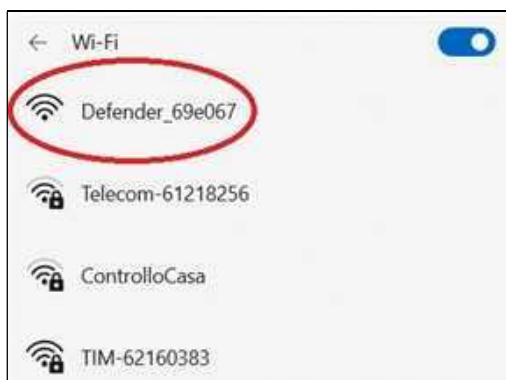 Wi-Fi
Defender_69e067
Telecom-61218256
ControlloCasa
TIM-62160383